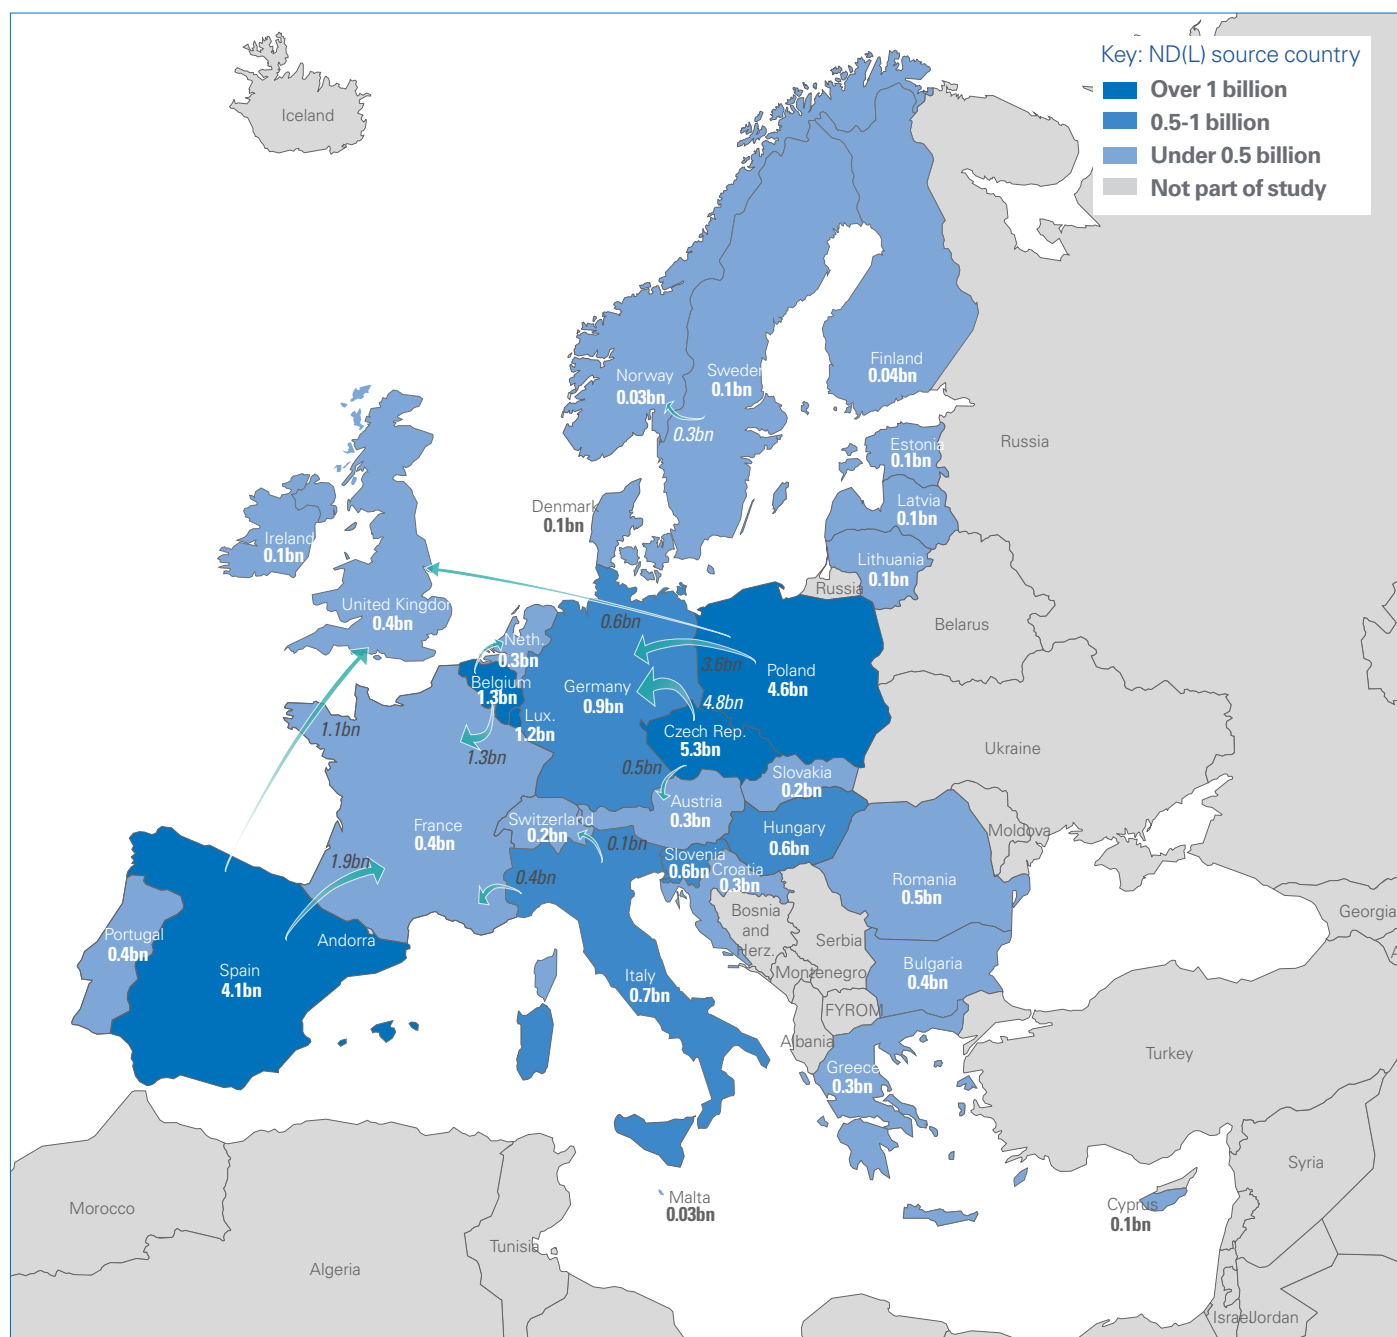 Key: ND(L) source country
Over 1 billion
0.5-1 billion
Under 0.5 billion
Not part of study
Iceland
Norway
0.03bn
Sweden
0.1bn
0.3bn
Finland
0.04bn
Estonia
0.1bn
Russia
Latvia
0.1bn
Denmark
0.1bn
Ireland
0.1bn
Lithuania
0.1bn
Russia
Belarus
United Kingdom
0.4bn
0.6bn
Neth.
0.3bn
Belgium
1.3bn
Germany
0.9bn
3.6bn
Poland
4.6bn
4.8bn
Lux.
1.2bn
Czech Rep.
5.3bn
1.1bn
1.3bn
0.5bn
Ukraine
Slovakia
0.2bn
Austria
0.3bn
Switzerland
0.2bn
France
0.4bn
0.1bn
Hungary
0.6bn
Moldova
1.9bn
0.4bn
Slovenia
0.6bn
Croatia
0.3bn
Romania
0.5bn
Bosnia
and
Herz.
Serbia
Georgia
A
Portugal
0.4bn
Andorra
Spain
4.1bn
Italy
0.7bn
Montenegro
Bulgaria
0.4bn
FYROM
Albania
Turkey
Greece
0.3bn
Syria
Malta
0.03bn
Cyprus
0.1bn
Morocco
Tunisia
Algeria
Israel
Jordan